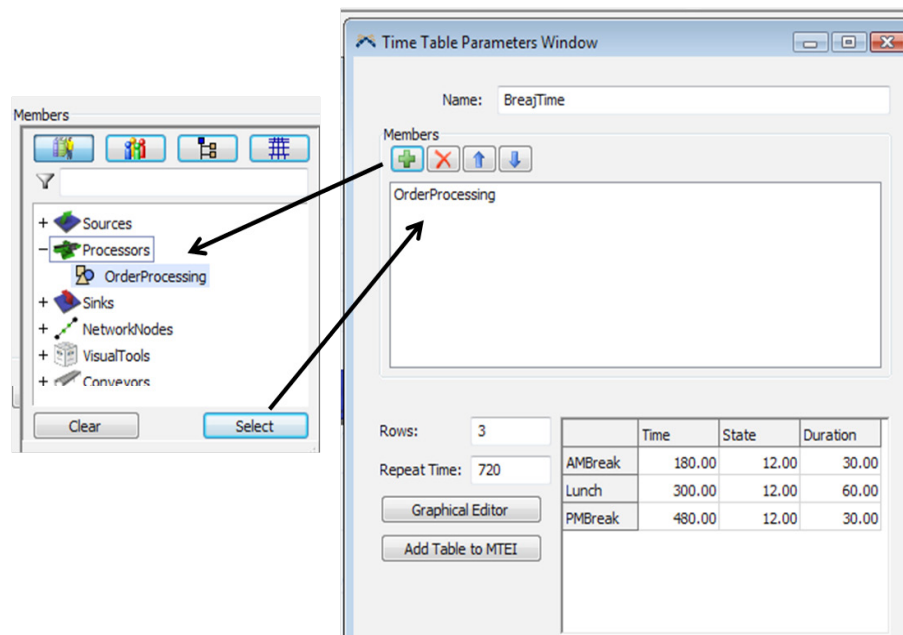 Members
Sources
Processors
OrderProcessing
Sinks
NetworkNodes
VisualTools
Conveyors
Clear
Select
Time Table Parameters Window
Name: BreajTime
Members
OrderProcessing
Rows: 3
Repeat Time: 720
Graphical Editor
Add Table to MTEI
Time State Duration
AMBreak 180.00 12.00 30.00
Lunch 300.00 12.00 60.00
PMBreak 480.00 12.00 30.00